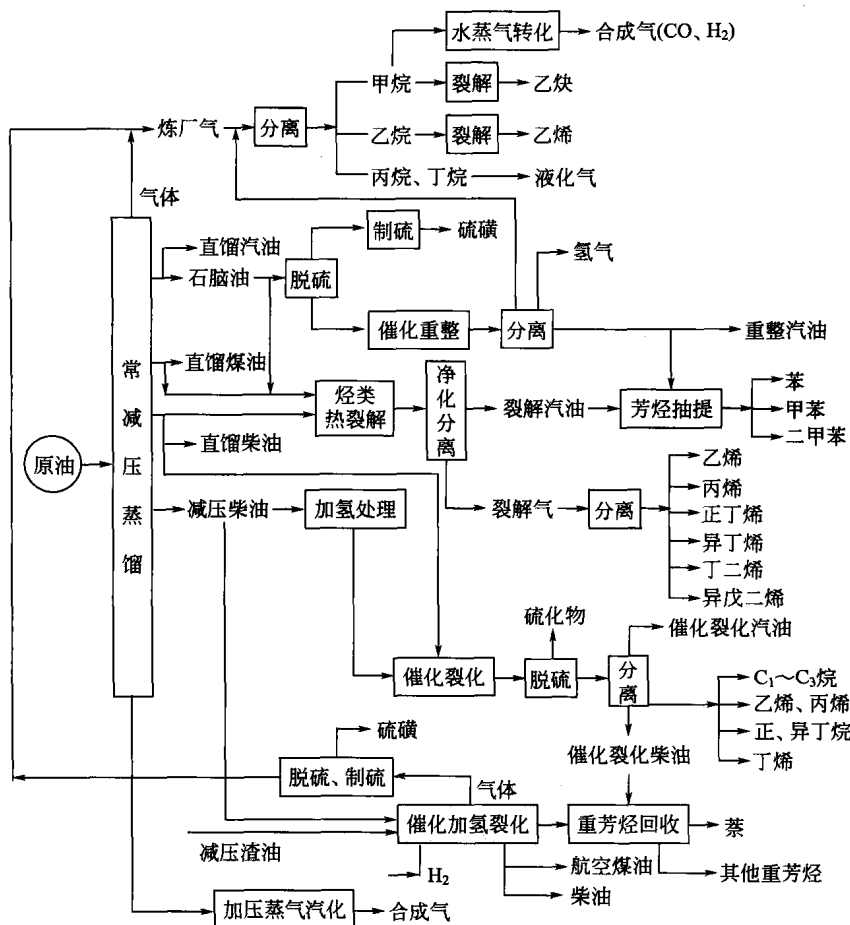 水蒸气转化
合成气(CO、H₂)
甲烷
裂解
乙炔
炼厂气
分离
乙烷
裂解
乙烯
丙烷、丁烷
液化气
气体
直馏汽油
石脑油
脱硫
制硫
硫磺
氢气
催化重整
分离
重整汽油
常减压蒸馏
直馏煤油
烃类
热裂解
净化分离
裂解汽油
芳烃抽提
苯
甲苯
二甲苯
原油
直馏柴油
减压柴油
加氢处理
裂解气
分离
乙烯
丙烯
正丁烯
异丁烯
丁二烯
异戊二烯
硫化物
催化裂化汽油
催化裂化
脱硫
分离
C₁～C₃烷
乙烯、丙烯
正、异丁烷
丁烯
硫磺
催化裂化柴油
脱硫、制硫
气体
催化加氢裂化
重芳烃回收
萘
减压渣油
H₂
航空煤油
柴油
其他重芳烃
加压蒸气汽化
合成气